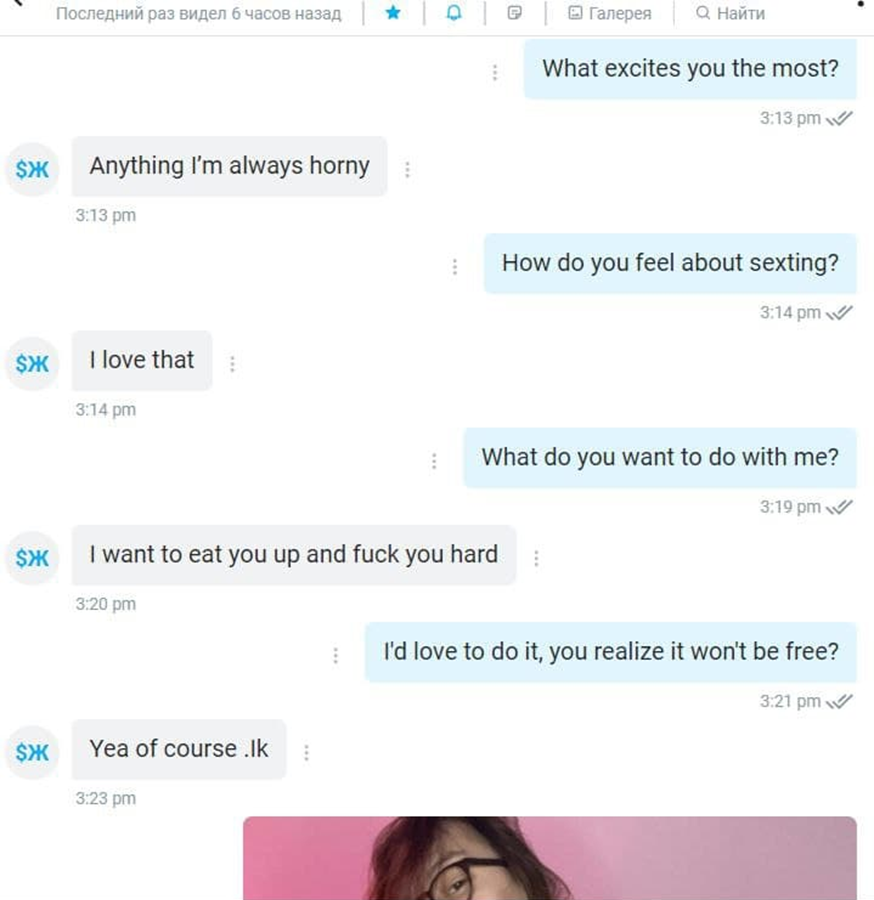 Последний раз видел 6 часов назад Галерея Найти
What excites you the most?
3:13 pm
$Ж
Anything I’m always horny
3:13 pm
How do you feel about sexting?
3:14 pm
$Ж
I love that
3:14 pm
What do you want to do with me?
3:19 pm
$Ж
I want to eat you up and fuck you hard
3:20 pm
I'd love to do it, you realize it won't be free?
3:21 pm
$Ж
Yea of course .Ik
3:23 pm